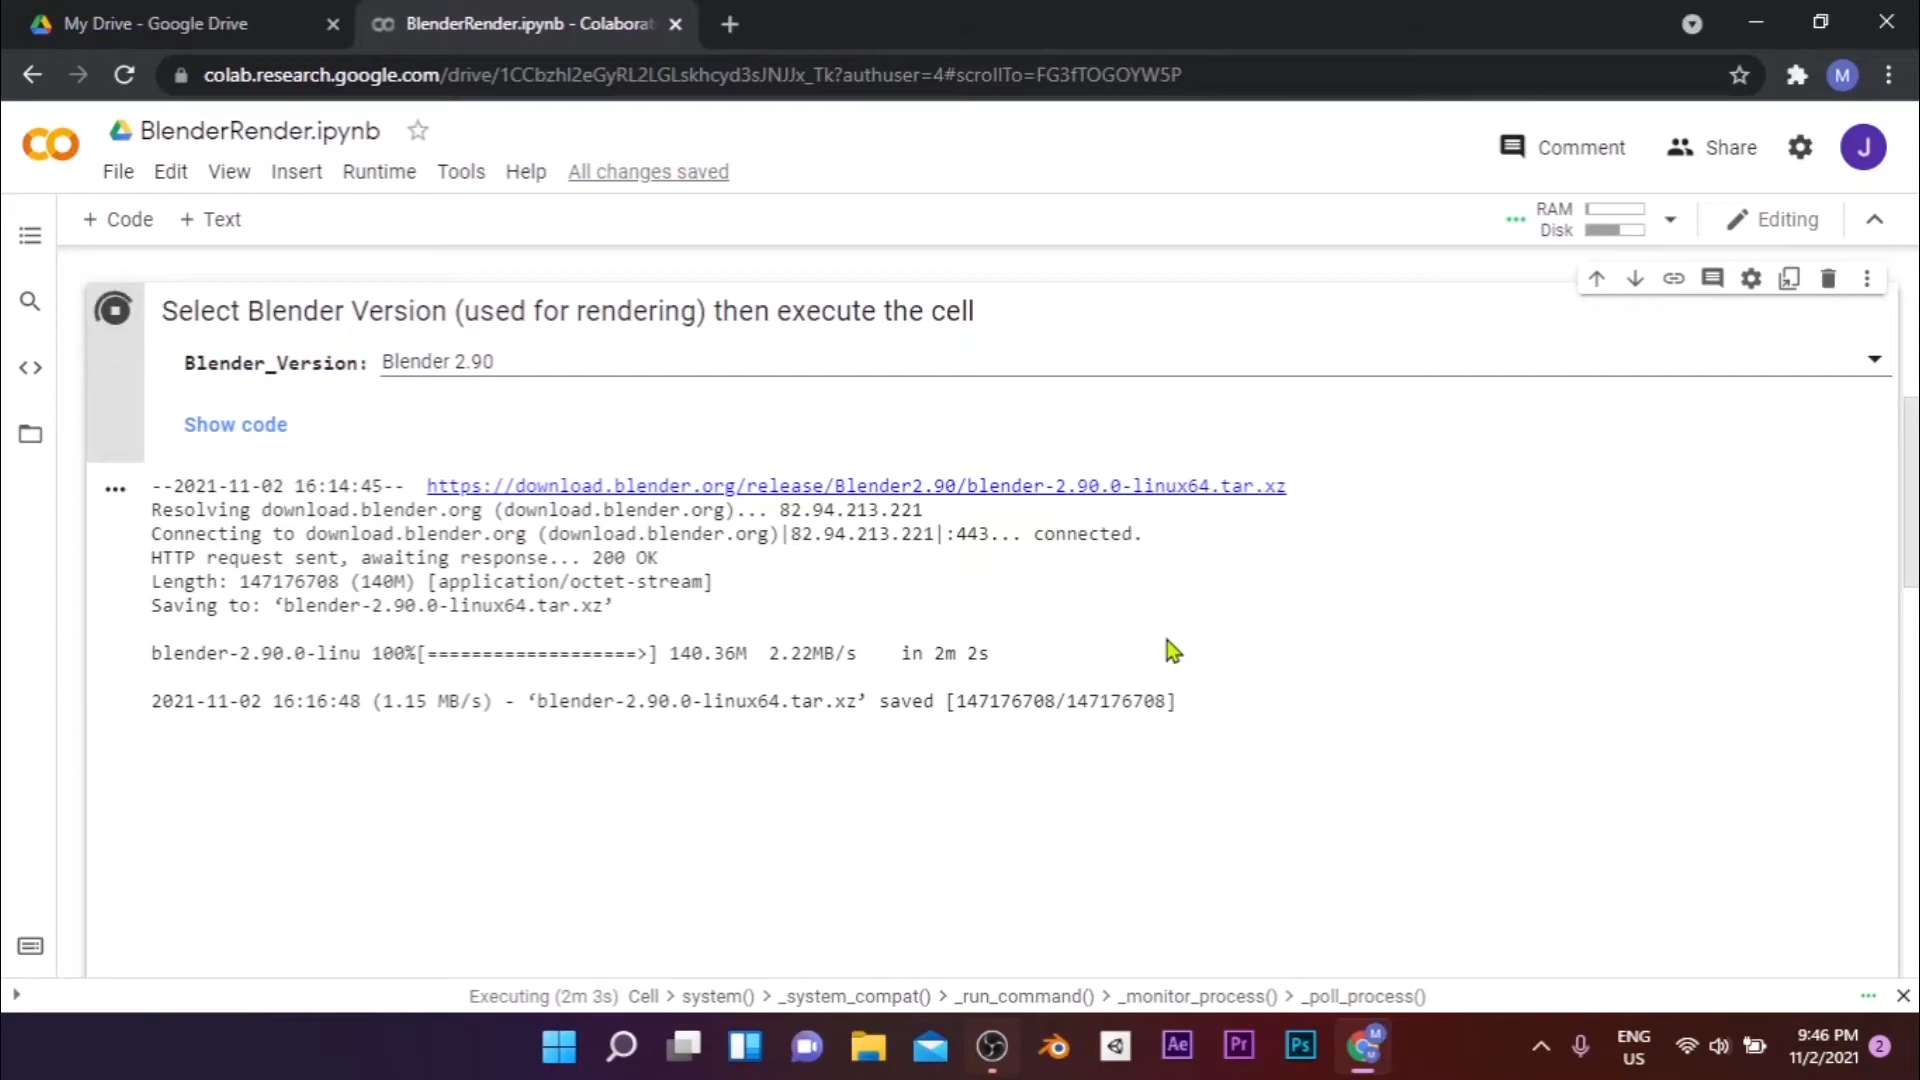 My Drive - Google Drive
BlenderRender.ipynb - Colaborat
colab.research.google.com/drive/1CCbzhI2eGyRL2LGLskhcyd3sJNJJx_Tk?authuser=4#scrollTo=FG3fTOGOYW5P
M
BlenderRender.ipynb
Comment
Share
J
File Edit View Insert Runtime Tools Help All changes saved
+ Code + Text
RAM
Disk
Editing
Select Blender Version (used for rendering) then execute the cell
Blender_Version: Blender 2.90
Show code
--2021-11-02 16:14:45-- https://download.blender.org/release/Blender2.90/blender-2.90.0-linux64.tar.xz
Resolving download.blender.org (download.blender.org)... 82.94.213.221
Connecting to download.blender.org (download.blender.org)|82.94.213.221|:443... connected.
HTTP request sent, awaiting response... 200 OK
Length: 147176708 (140M) [application/octet-stream]
Saving to: ‘blender-2.90.0-linux64.tar.xz’
blender-2.90.0-linu 100%[===================>] 140.36M 2.22MB/s in 2m 2s
2021-11-02 16:16:48 (1.15 MB/s) - ‘blender-2.90.0-linux64.tar.xz’ saved [147176708/147176708]
Executing (2m 3s) Cell > system() > _system_compat() > _run_command() > _monitor_process() > _poll_process()
Ae
Pr
Ps
M
ENG
US
9:46 PM
11/2/2021
2